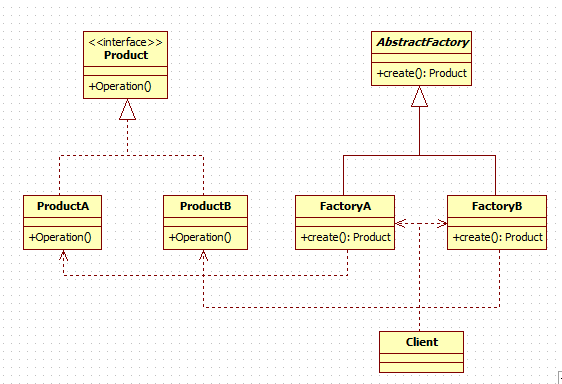 <<interface>>
Product
+Operation()
AbstractFactory
+create(): Product
ProductA
+Operation()
ProductB
+Operation()
FactoryA
+create(): Product
FactoryB
+create(): Product
Client